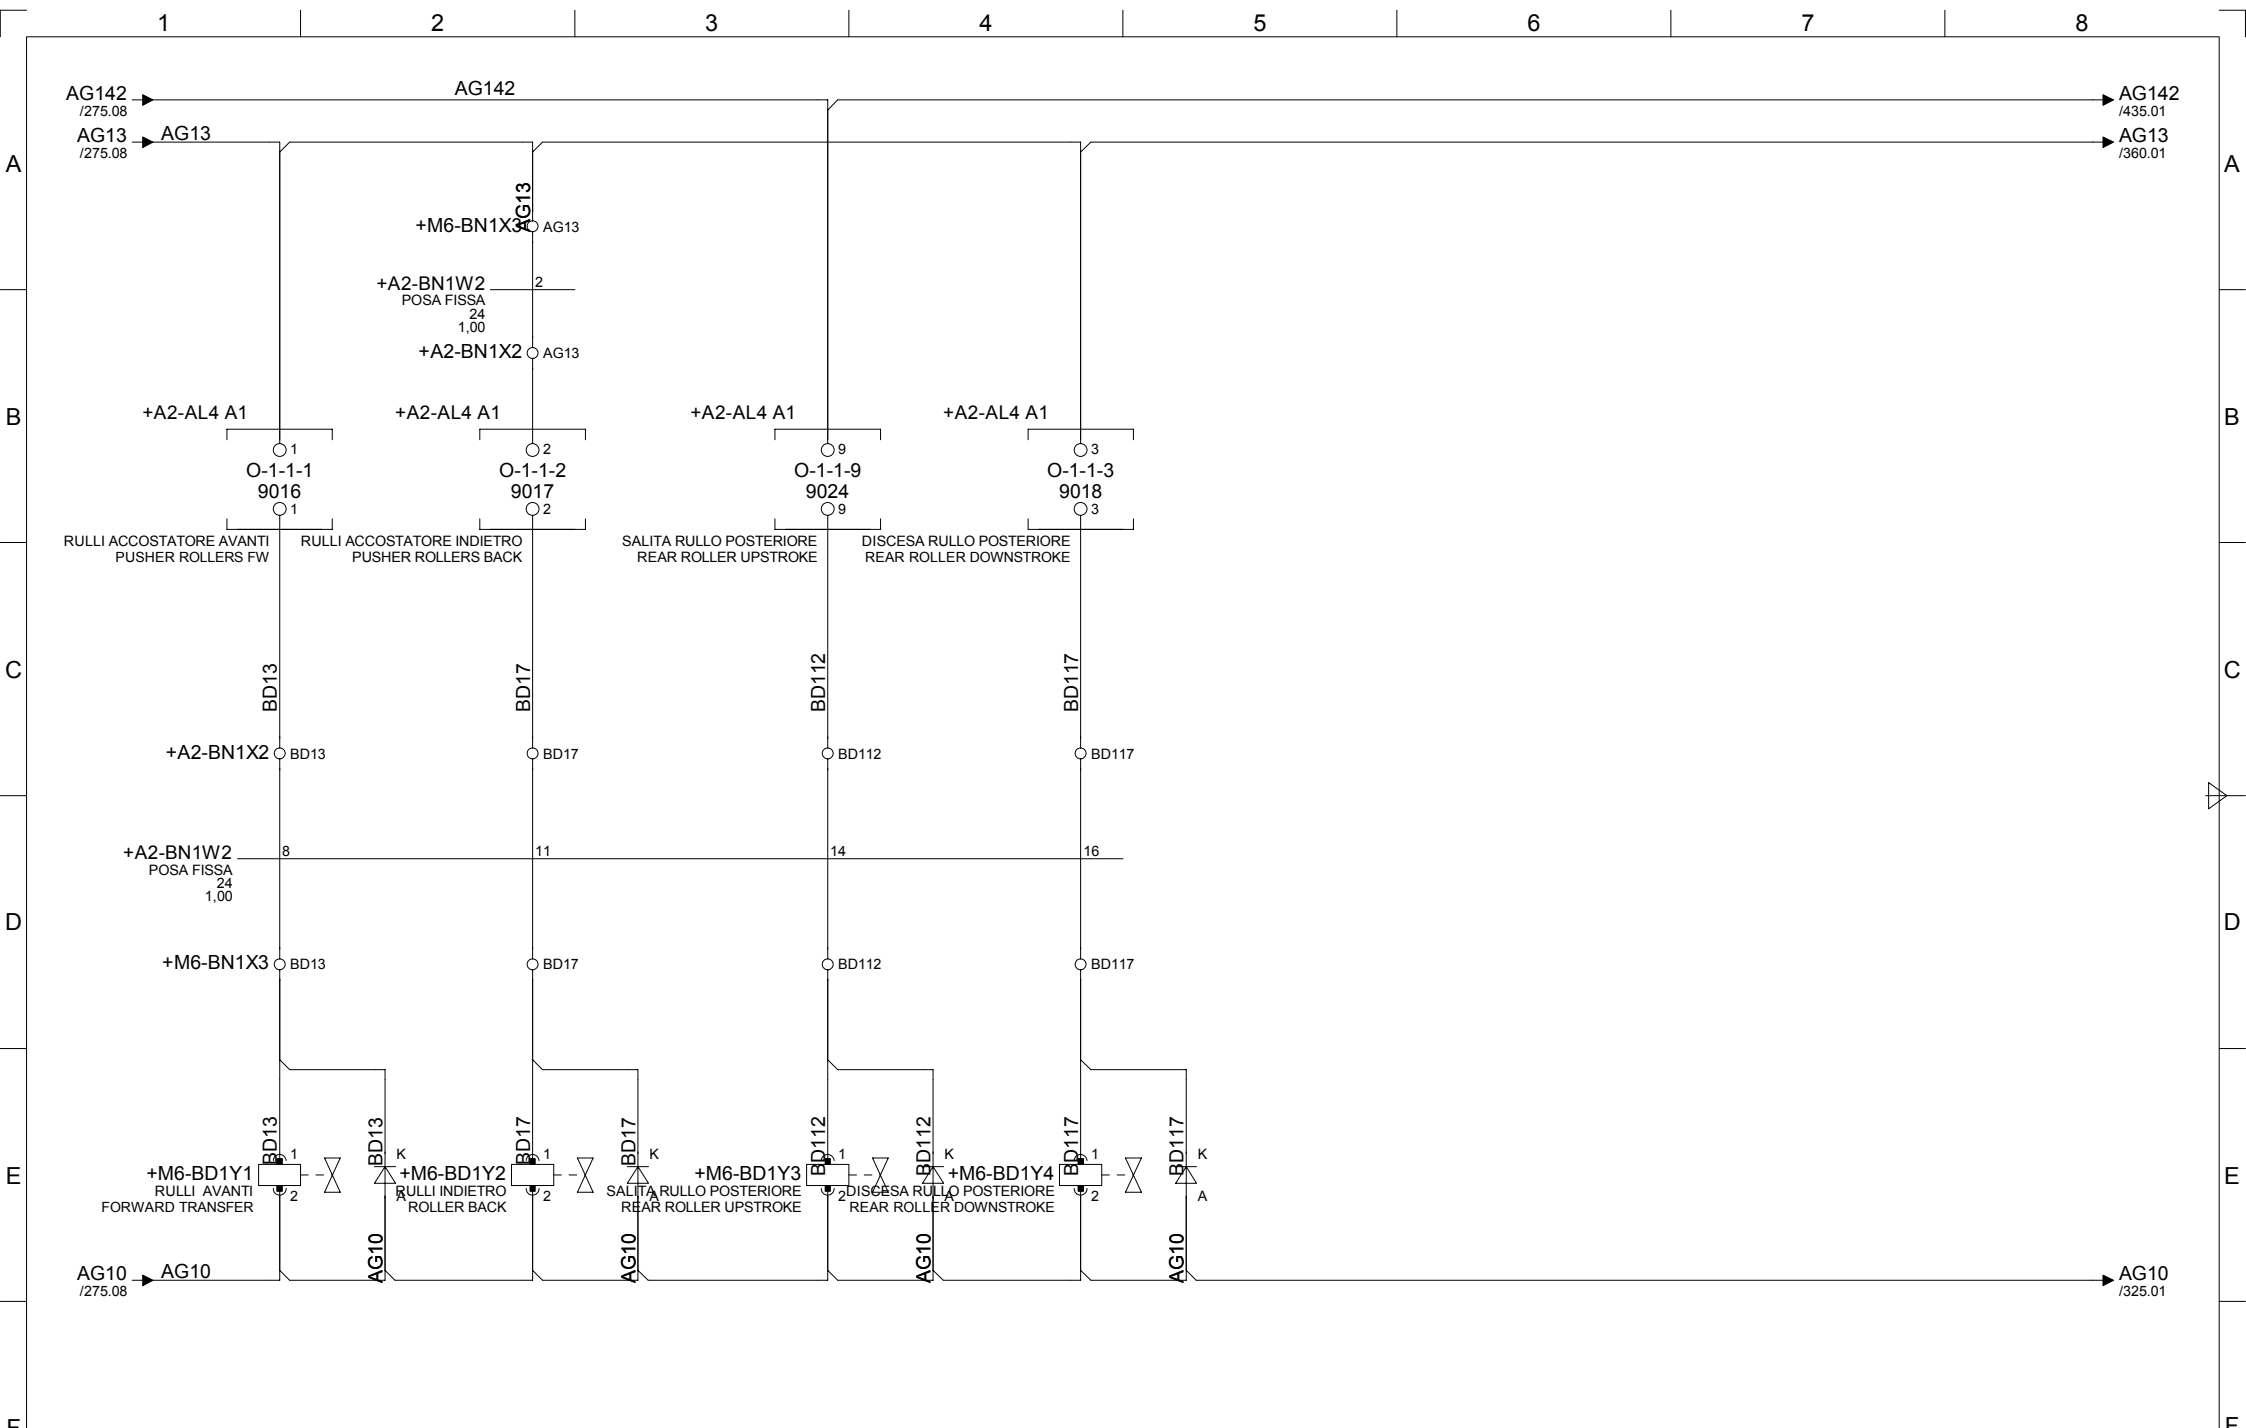 1 2 3 4 5 6 7 8
AG142 AG142 AG142
/275.08 /435.01
AG13 AG13 AG13
/275.08 /360.01
A A
AG13
+M6-BN1X3 AG13
+A2-BN1W2 2
POSA FISSA
24
1,00
+A2-BN1X2 AG13
B B
+A2-AL4 A1 +A2-AL4 A1 +A2-AL4 A1 +A2-AL4 A1
1 2 9 3
O-1-1-1 O-1-1-2 O-1-1-9 O-1-1-3
9016 9017 9024 9018
1 2 9 3
RULLI ACCOSTATORE AVANTI RULLI ACCOSTATORE INDIETRO SALITA RULLO POSTERIORE DISCESA RULLO POSTERIORE
PUSHER ROLLERS FW PUSHER ROLLERS BACK REAR ROLLER UPSTROKE REAR ROLLER DOWNSTROKE
C C
BD13 BD17 BD112 BD117
+A2-BN1X2 BD13 BD17 BD112 BD117
+A2-BN1W2 8 11 14 16
POSA FISSA
24
1,00
D D
+M6-BN1X3 BD13 BD17 BD112 BD117
BD13 BD13 BD17 BD17 BD112 BD112 BD117 BD117
1 K 1 K 1 K 1 K
E E
+M6-BD1Y1 +M6-BD1Y2 +M6-BD1Y3 +M6-BD1Y4
RULLI AVANTI RULLI INDIETRO SALITA RULLO POSTERIORE DISCESA RULLO POSTERIORE
2 A 2 A 2 A 2 A
FORWARD TRANSFER ROLLER BACK REAR ROLLER UPSTROKE REAR ROLLER DOWNSTROKE
AG10 AG10 AG10 AG10
AG10 AG10 AG10
/275.08 /325.01